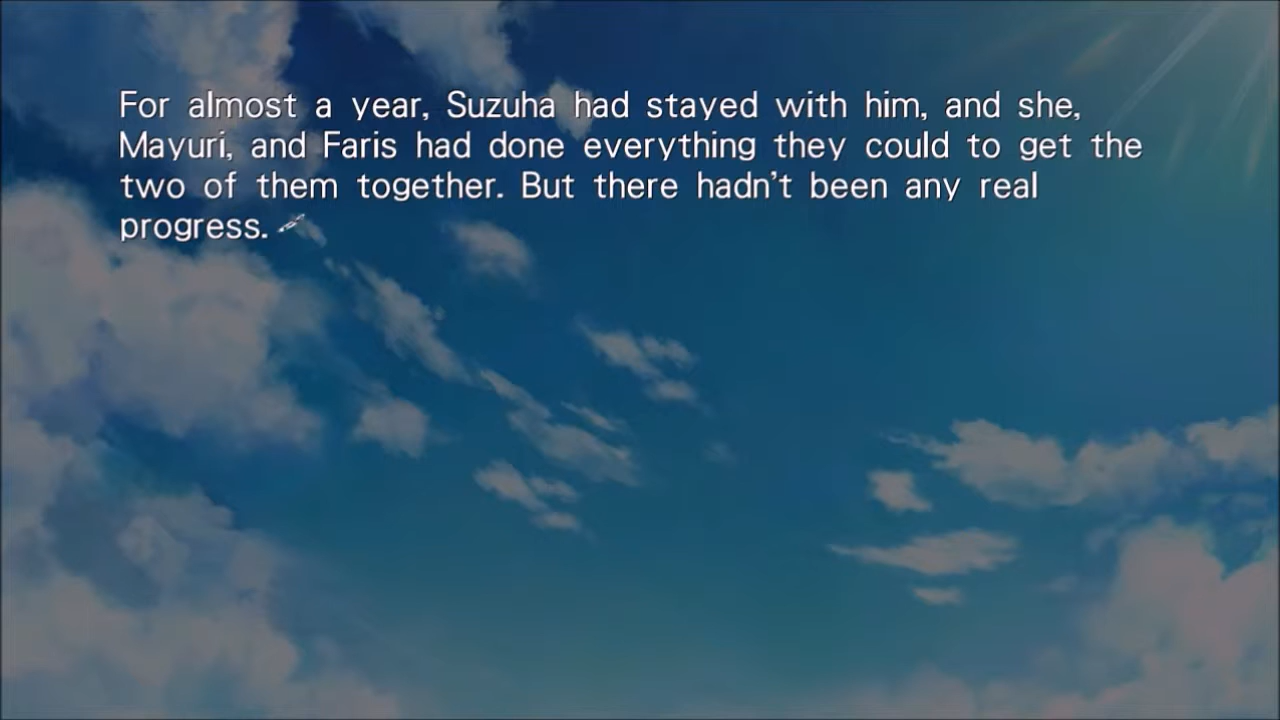 For almost a year, Suzuha had stayed with him, and she,
Mayuri, and Faris had done everything they could to get the
two of them together. But there hadn't been any real
progress.